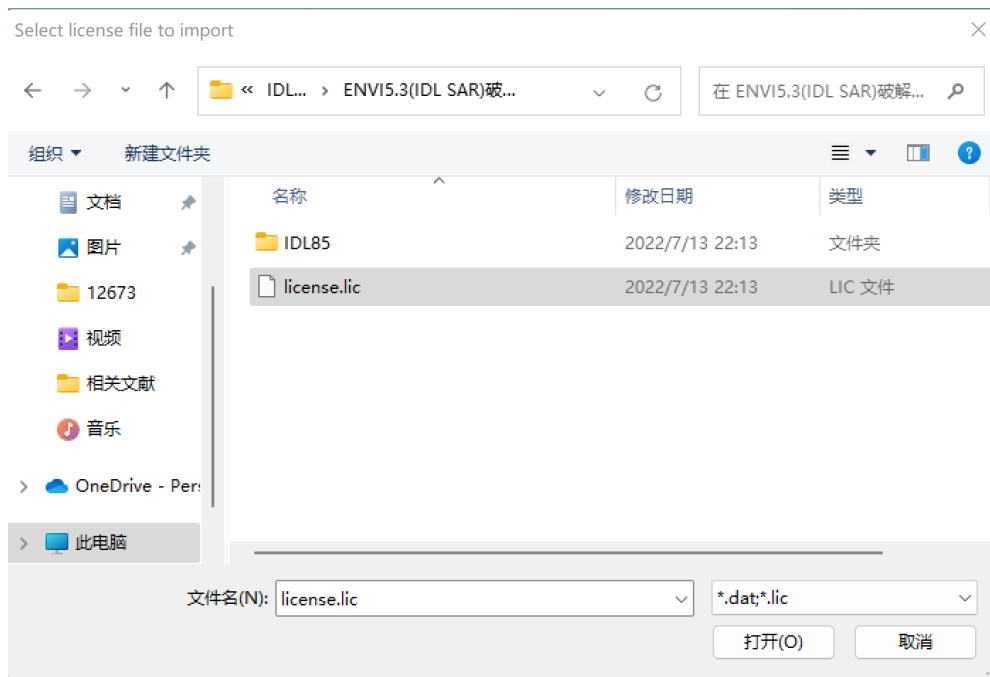 Select license file to import
« IDL... › ENVI5.3(IDL SAR)破...
在 ENVI5.3(IDL SAR)破解...
组织 新建文件夹
名称 修改日期 类型
文档
图片
12673
视频
相关文献
音乐
OneDrive - Pers
此电脑
IDL85 2022/7/13 22:13 文件夹
license.lic 2022/7/13 22:13 LIC 文件
文件名(N): license.lic *.dat;*.lic
打开(O) 取消